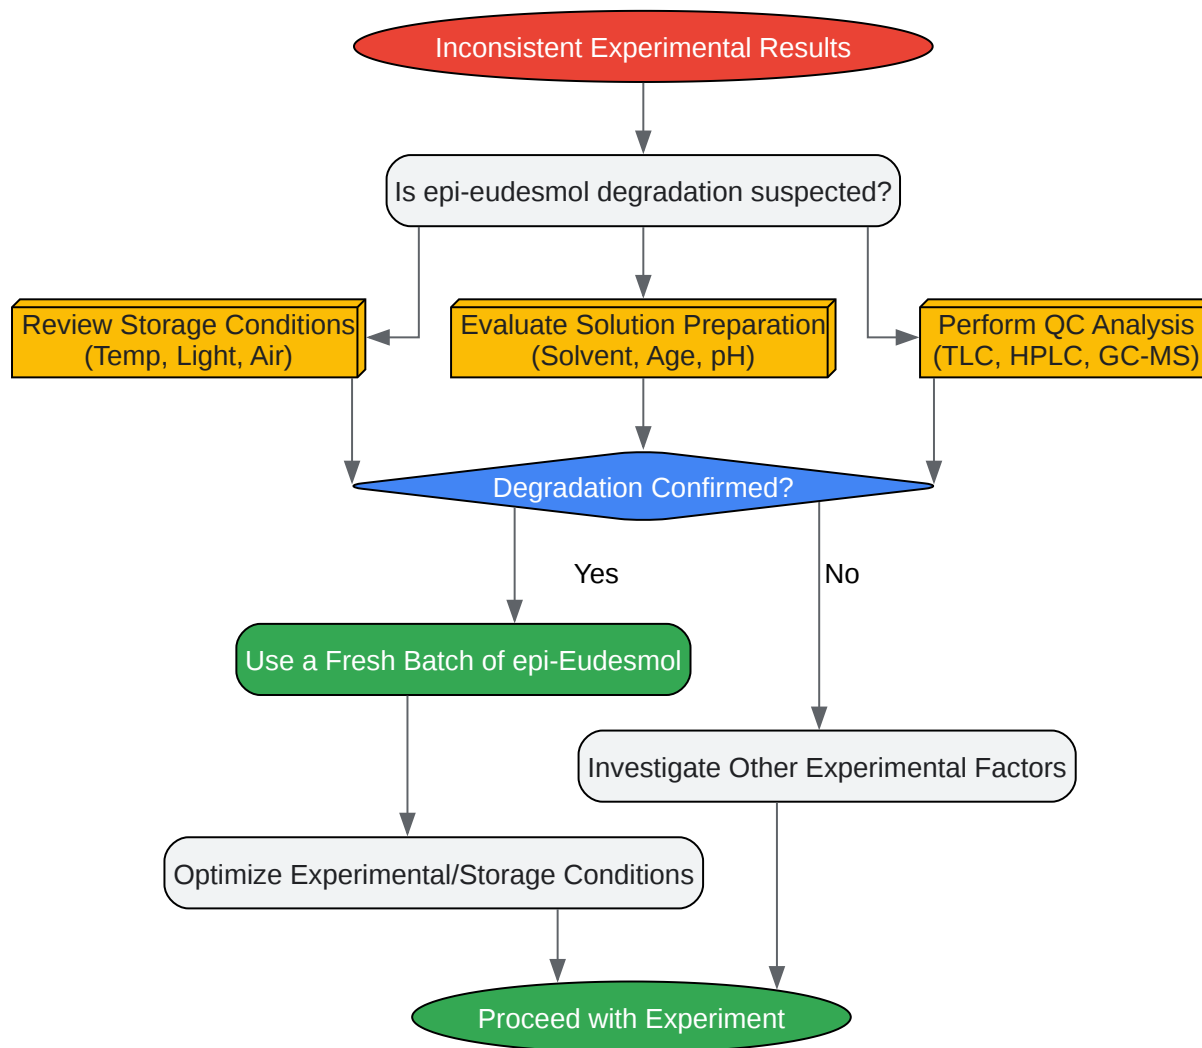 Inconsistent Experimental Results
Is epi-eudesmol degradation suspected?
Review Storage Conditions
(Temp, Light, Air)
Evaluate Solution Preparation
(Solvent, Age, pH)
Perform QC Analysis
(TLC, HPLC, GC-MS)
Degradation Confirmed?
Yes
No
Use a Fresh Batch of epi-Eudesmol
Investigate Other Experimental Factors
Optimize Experimental/Storage Conditions
Proceed with Experiment